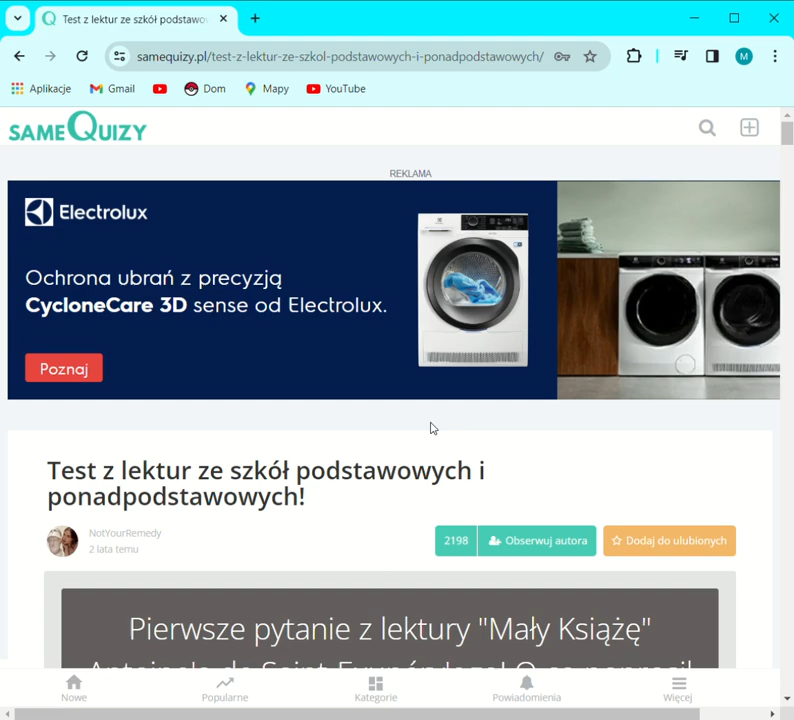 Test z lektur ze szkół podstawow
samequizy.pl/test-z-lektur-ze-szkol-podstawowych-i-ponadpodstawowych/
M
Aplikacje Gmail Dom Mapy YouTube
SAMEQUIZY
REKLAMA
Electrolux
Ochrona ubrań z precyzją
CycloneCare 3D sense od Electrolux.
Poznaj
Test z lektur ze szkół podstawowych i
ponadpodstawowych!
NotYourRemedy
2 lata temu
2198 Obserwuj autora Dodaj do ulubionych
Pierwsze pytanie z lektury "Mały Książę"
Nowe Popularne Kategorie Powiadomienia Więcej